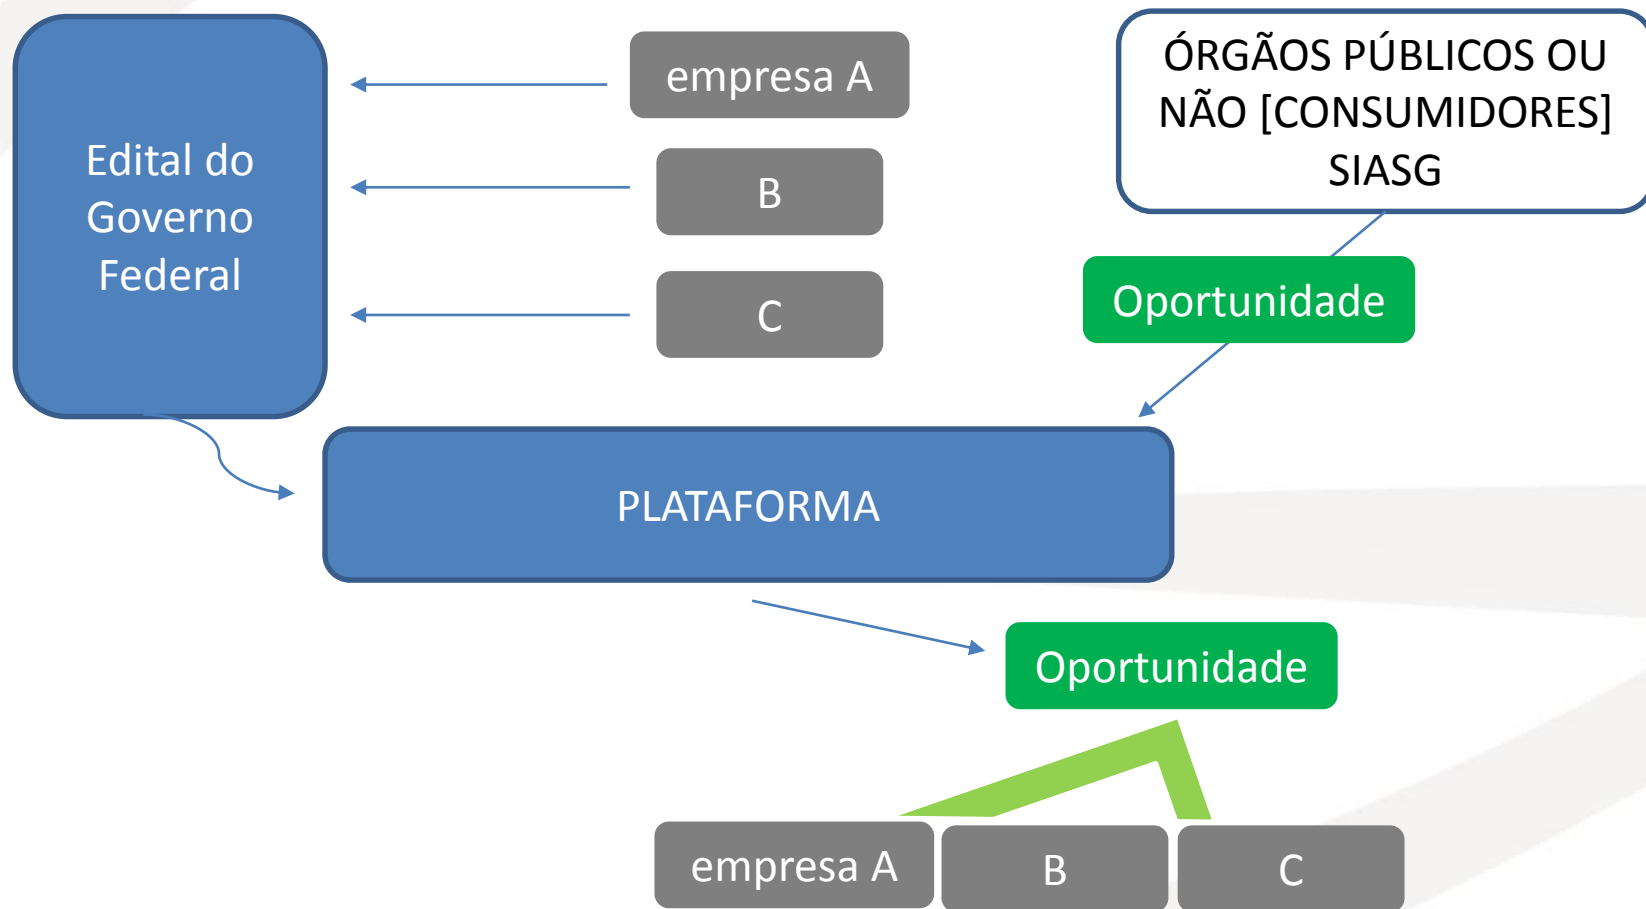 Edital do
Governo
Federal
empresa A
B
C
ÓRGÃOS PÚBLICOS OU
NÃO [CONSUMIDORES]
SIASG
Oportunidade
PLATAFORMA
Oportunidade
empresa A
B
C